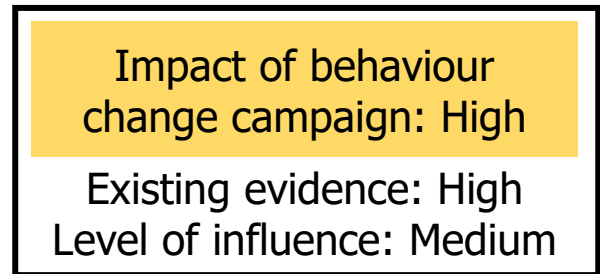 Impact of behaviour
change campaign: High
Existing evidence: High
Level of influence: Medium